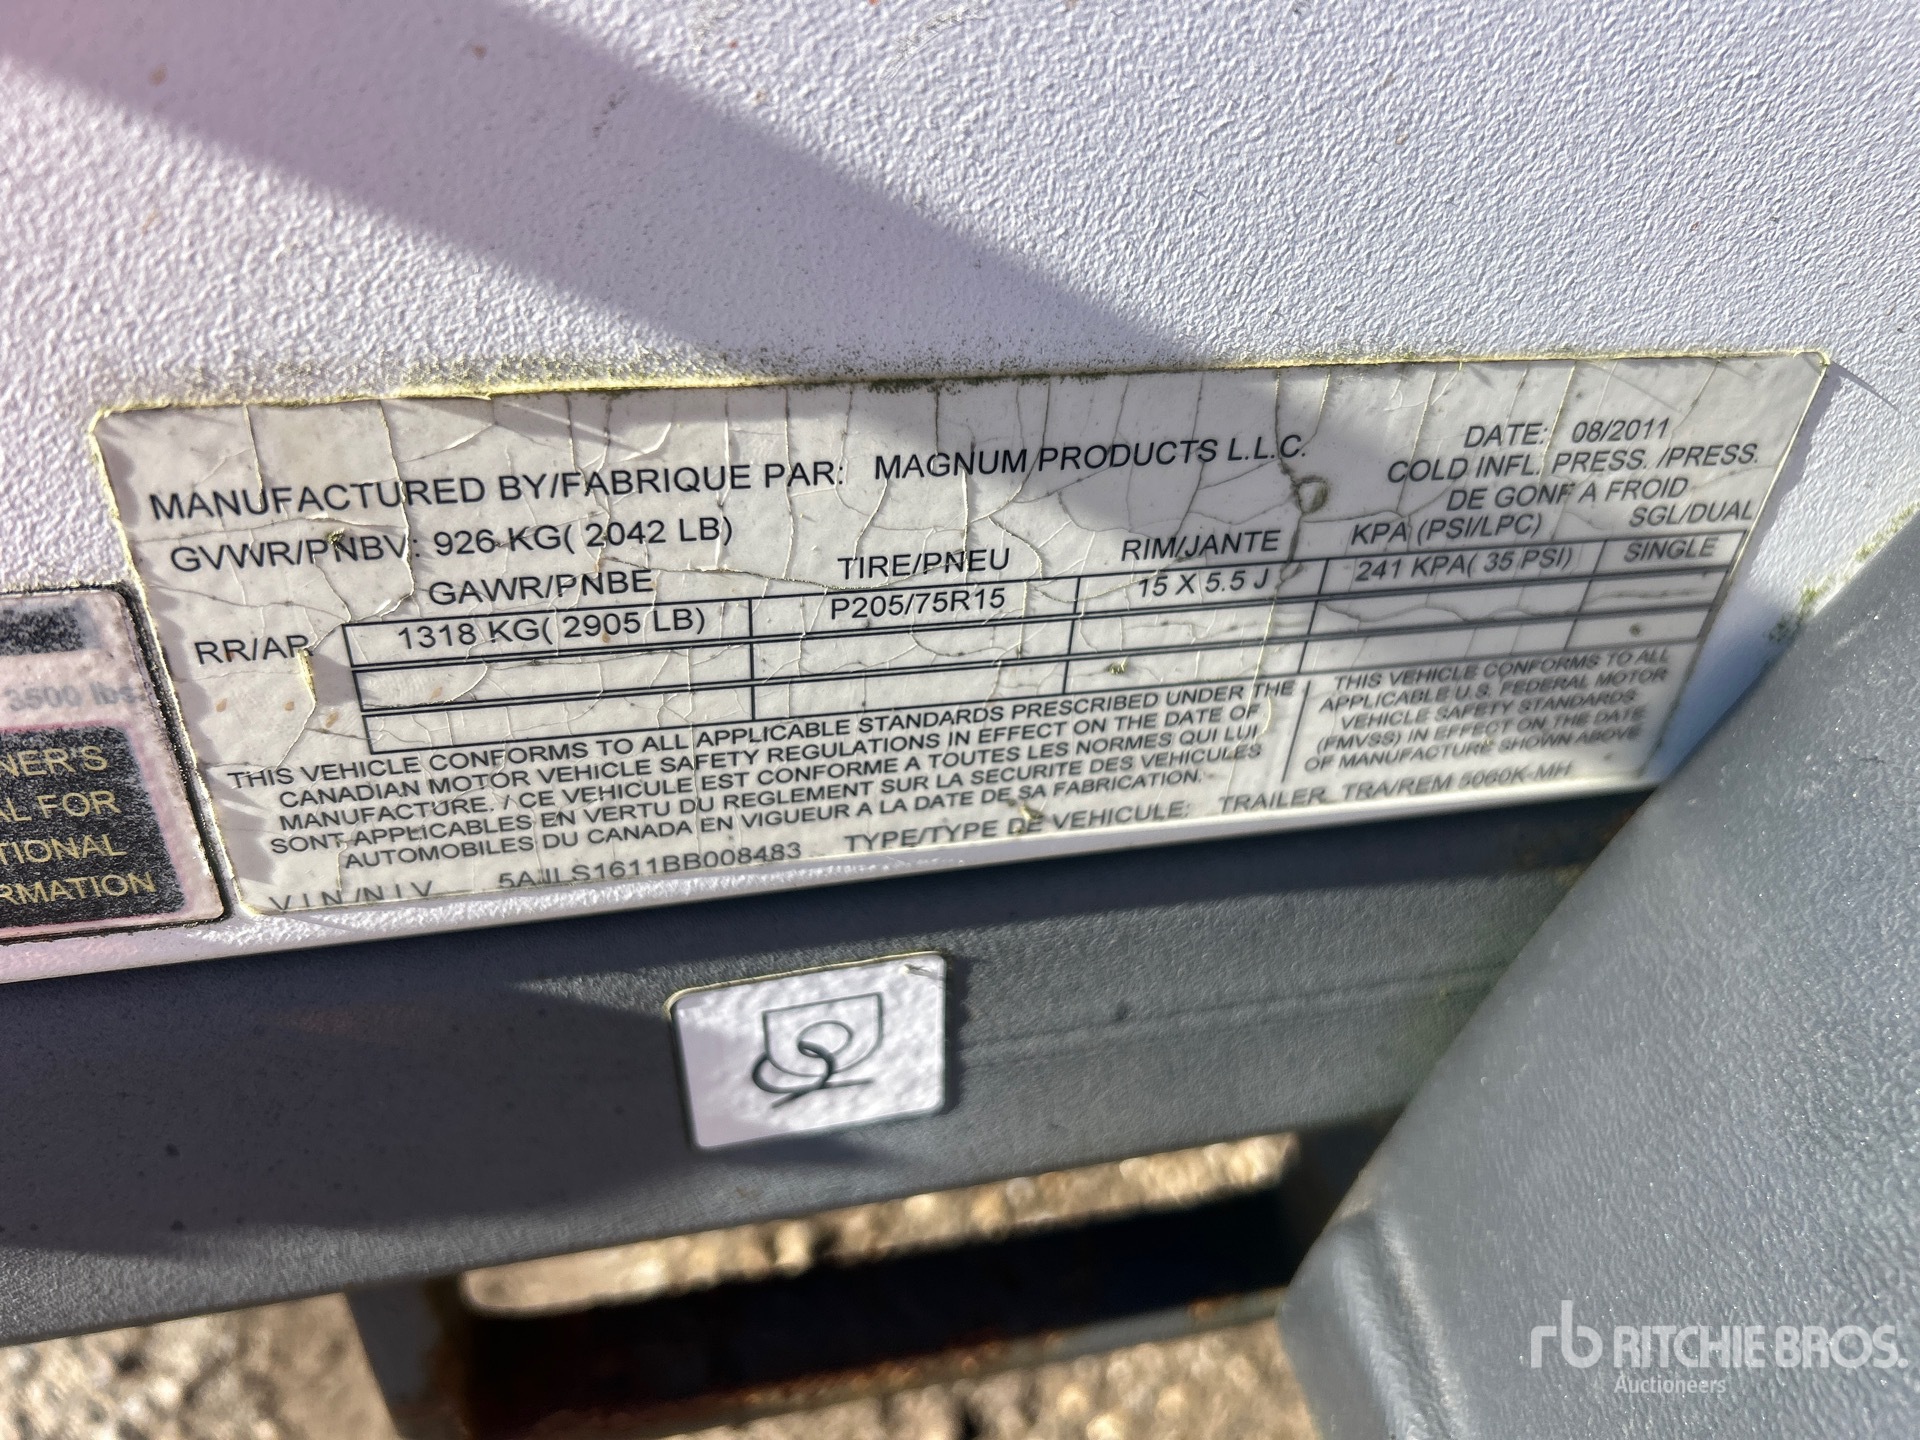 MANUFACTURED BY/FABRIQUE PAR: MAGNUM PRODUCTS L.L.C.
DATE: 08/2011
GVWR/PNBV: 926 KG( 2042 LB)
COLD INFL. PRESS. /PRESS.
DE GONF A FROID
GAWR/PNBE TIRE/PNEU RIM/JANTE KPA (PSI/LPC) SGL/DUAL
RR/AR 1318 KG( 2905 LB) P205/75R15 15 X 5.5 J 241 KPA( 35 PSI) SINGLE
THIS VEHICLE CONFORMS TO ALL APPLICABLE STANDARDS PRESCRIBED UNDER THE
CANADIAN MOTOR VEHICLE SAFETY REGULATIONS IN EFFECT ON THE DATE OF
MANUFACTURE. / CE VEHICULE EST CONFORME A TOUTES LES NORMES QUI LUI
SONT APPLICABLES EN VERTU DU REGLEMENT SUR LA SECURITE DES VEHICULES
AUTOMOBILES DU CANADA EN VIGUEUR A LA DATE DE SA FABRICATION.
THIS VEHICLE CONFORMS TO ALL
APPLICABLE U.S. FEDERAL MOTOR
VEHICLE SAFETY STANDARDS
(FMVSS) IN EFFECT ON THE DATE
OF MANUFACTURE SHOWN ABOVE
V.I.N./N.I.V. 5AJLS1611BB008483 TYPE/TYPE DE VEHICULE: TRAILER TRA/REM 5060K-MH
3500 lbs.
NER'S
AL FOR
TIONAL
RMATION
rb RITCHIE BROS.
Auctioneers